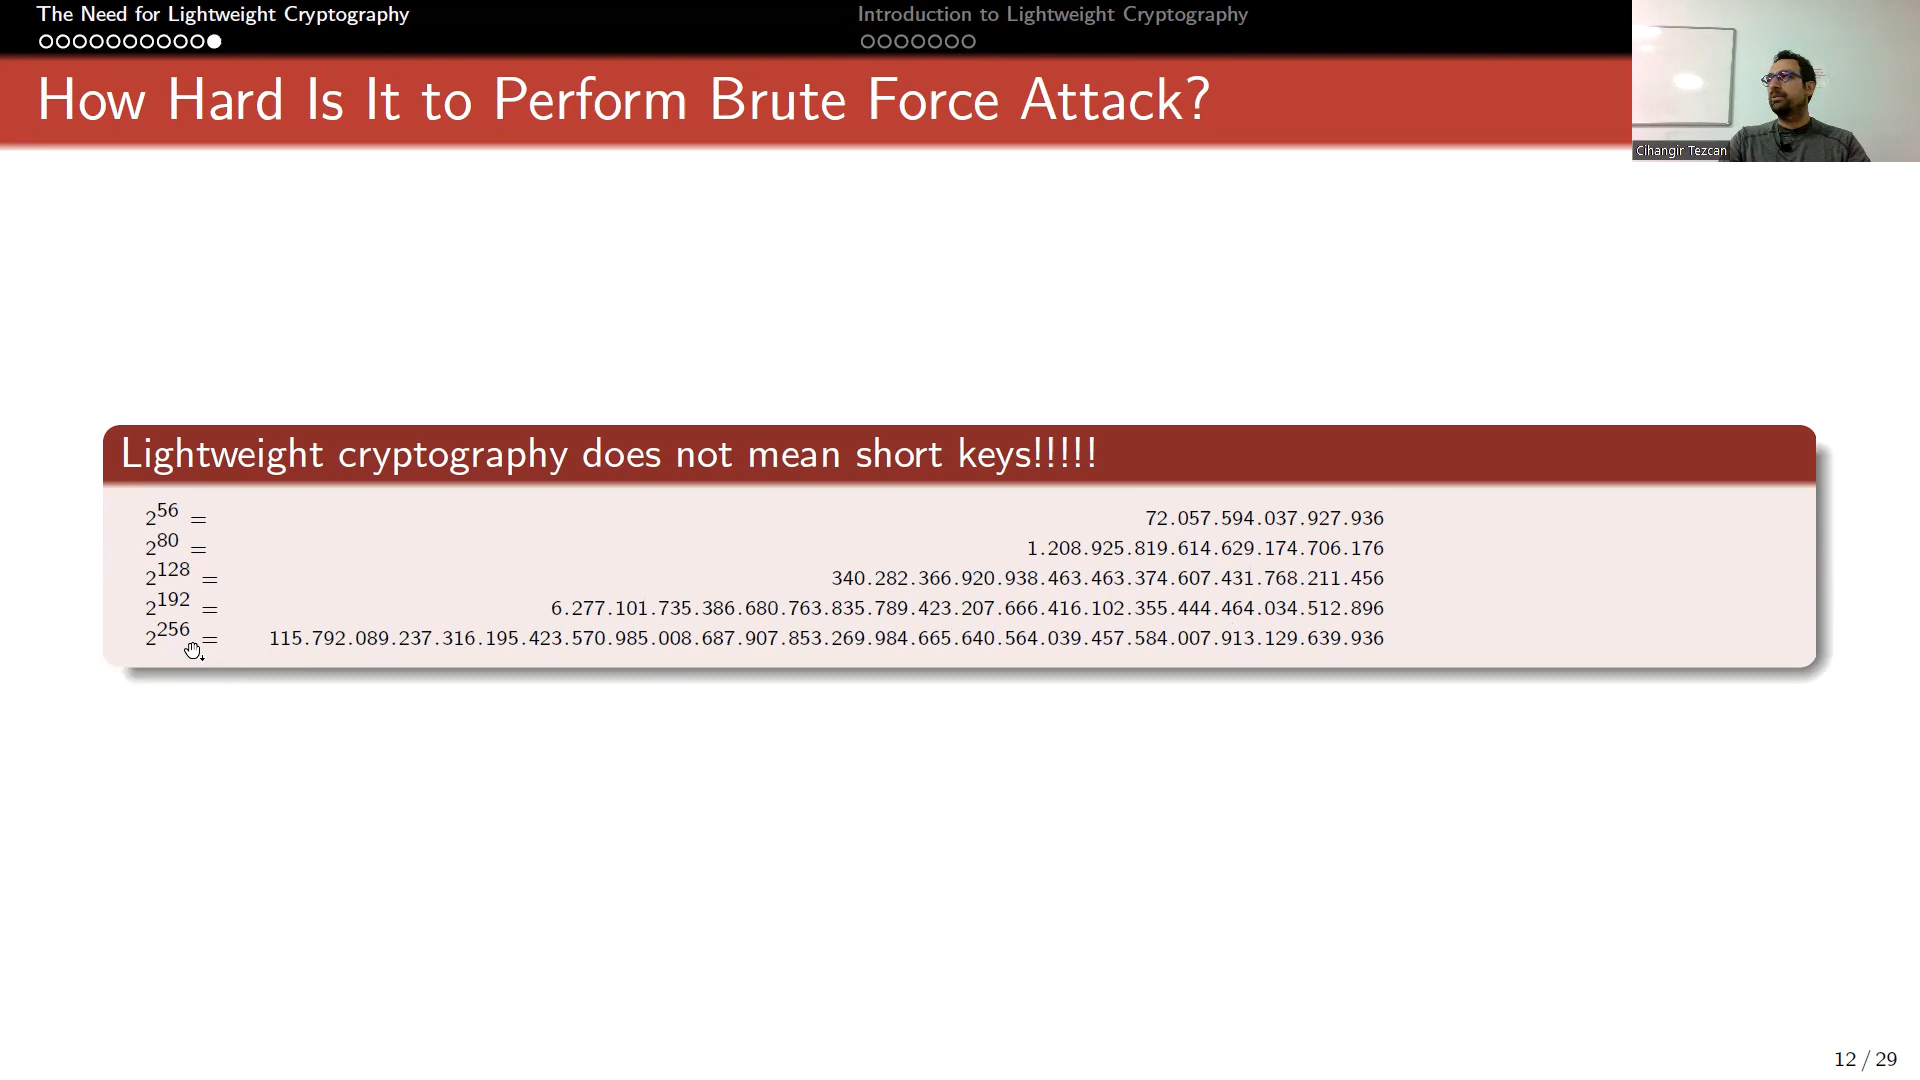 The Need for Lightweight Cryptography
Introduction to Lightweight Cryptography
How Hard Is It to Perform Brute Force Attack?
Cihangir Tezcan
Lightweight cryptography does not mean short keys!!!!!
2^56 = 72.057.594.037.927.936
2^80 = 1.208.925.819.614.629.174.706.176
2^128 = 340.282.366.920.938.463.463.374.607.431.768.211.456
2^192 = 6.277.101.735.386.680.763.835.789.423.207.666.416.102.355.444.464.034.512.896
2^256 = 115.792.089.237.316.195.423.570.985.008.687.907.853.269.984.665.640.564.039.457.584.007.913.129.639.936
12 / 29